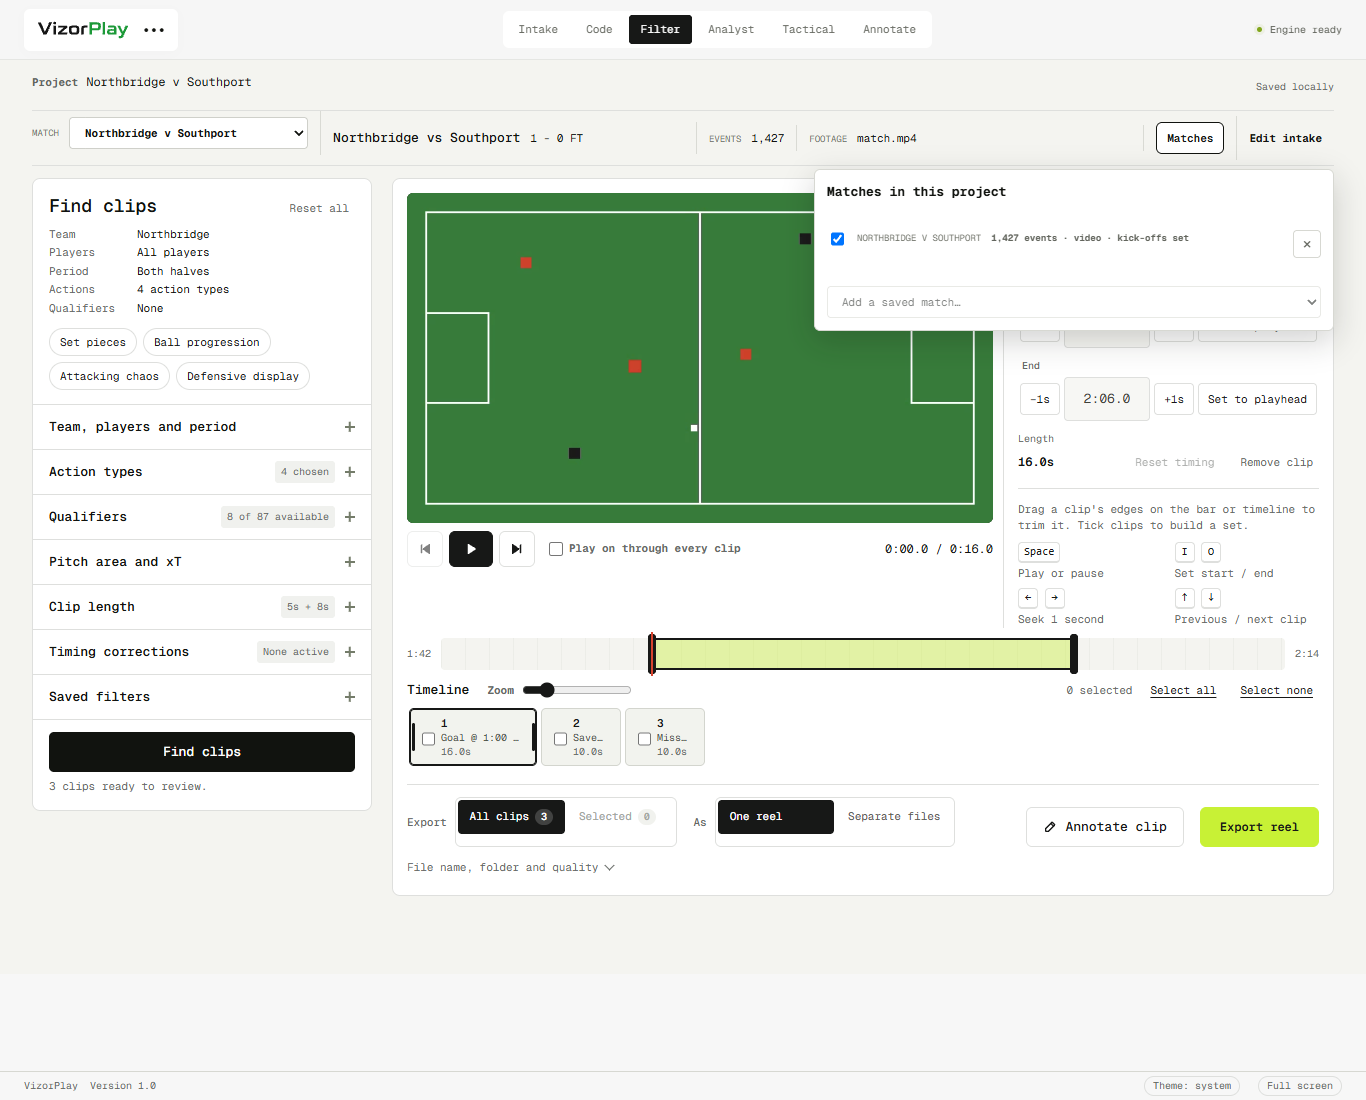 VizorPlay
Intake Code Filter Analyst Tactical Annotate
Engine ready
Project Northbridge v Southport
Saved locally
MATCH Northbridge v Southport
Northbridge vs Southport 1 - 0 FT
EVENTS 1,427
FOOTAGE match.mp4
Matches
Edit intake
Find clips
Reset all
Team Northbridge
Players All players
Period Both halves
Actions 4 action types
Qualifiers None
Set pieces Ball progression
Attacking chaos Defensive display
Team, players and period +
Action types 4 chosen +
Qualifiers 8 of 87 available +
Pitch area and xT +
Clip length 5s + 8s +
Timing corrections None active +
Saved filters +
Find clips
3 clips ready to review.
Matches in this project
NORTHBRIDGE V SOUTHPORT 1,427 events · video · kick-offs set ×
Add a saved match…
End
−1s 2:06.0 +1s Set to playhead
Length
16.0s Reset timing Remove clip
Drag a clip's edges on the bar or timeline to
trim it. Tick clips to build a set.
Space I O
Play or pause Set start / end
← → ↑ ↓
Seek 1 second Previous / next clip
Play on through every clip
0:00.0 / 0:16.0
1:42 2:14
Timeline Zoom
0 selected Select all Select none
1
Goal @ 1:00 …
16.0s
2
Save…
10.0s
3
Miss…
10.0s
Export All clips 3 Selected 0
As One reel Separate files
Annotate clip
Export reel
File name, folder and quality
VizorPlay Version 1.0
Theme: system
Full screen